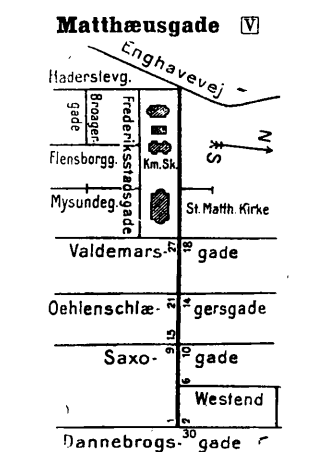 Matthæusgade V
Enghavevej
Haderslevg.
Broager-
gade
Frederiksstadsgade
N
S
Flensborgg.
Km.Sk.
Mysundeg.
St. Matth. Kirke
Valdemars- 27 18 gade
Oehlenschlæ- 21 14 gersgade
13
Saxo- 9 10 gade
6
Westend
1 2
Dannebrogs- 30 gade